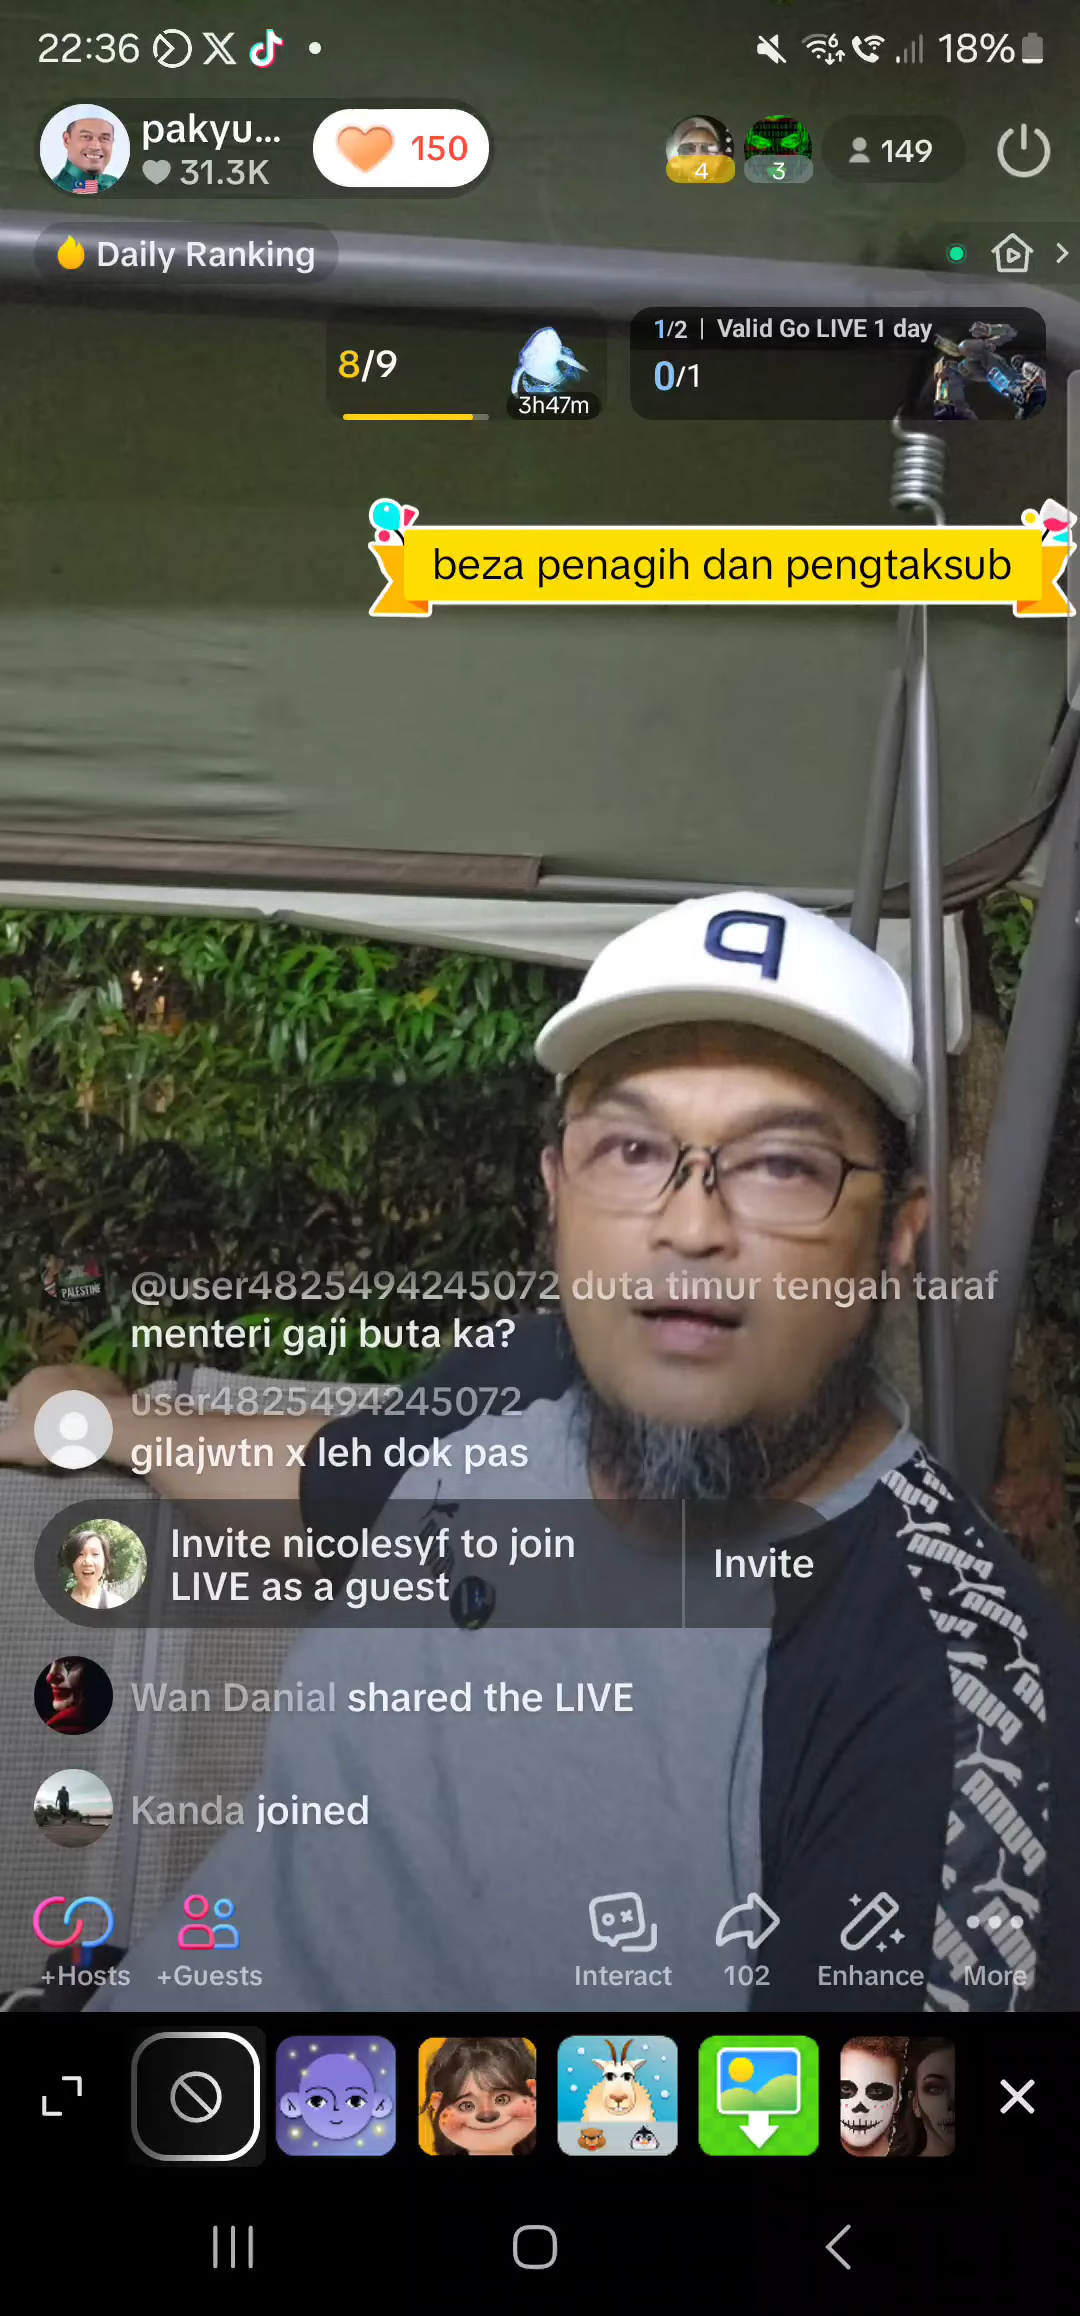 22:36
18%
pakyu...
31.3K
150
4
3
149
Daily Ranking
8/9
3h47m
1/2 | Valid Go LIVE 1 day
0/1
beza penagih dan pengtaksub
PALESTINE
@user4825494245072 duta timur tengah taraf
menteri gaji buta ka?
user4825494245072
gilajwtn x leh dok pas
Invite nicolesyf to join
LIVE as a guest
Invite
Wan Danial shared the LIVE
Kanda joined
+Hosts
+Guests
Interact
102
Enhance
More